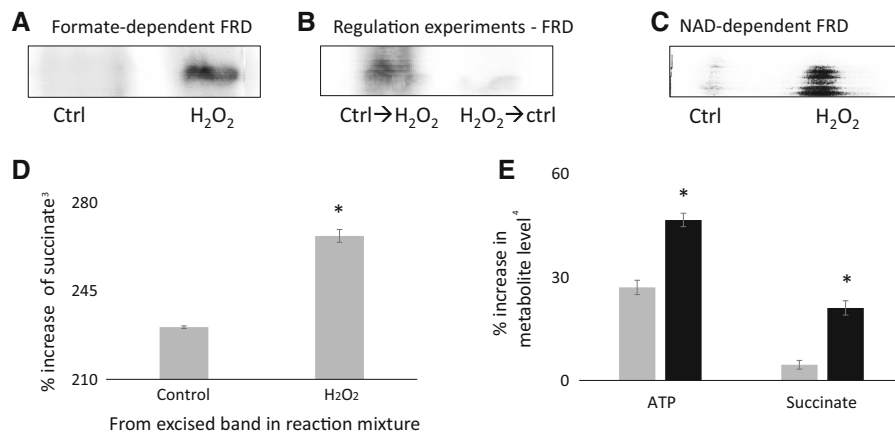 A Formate-dependent FRD
Ctrl H₂O₂
B Regulation experiments - FRD
Ctrl→H₂O₂ H₂O₂→ctrl
C NAD-dependent FRD
Ctrl H₂O₂
D
% increase of succinate³
280
245
210
*
Control H₂O₂
From excised band in reaction mixture
E
% increase in
metabolite level⁴
60
30
0
*
*
ATP Succinate